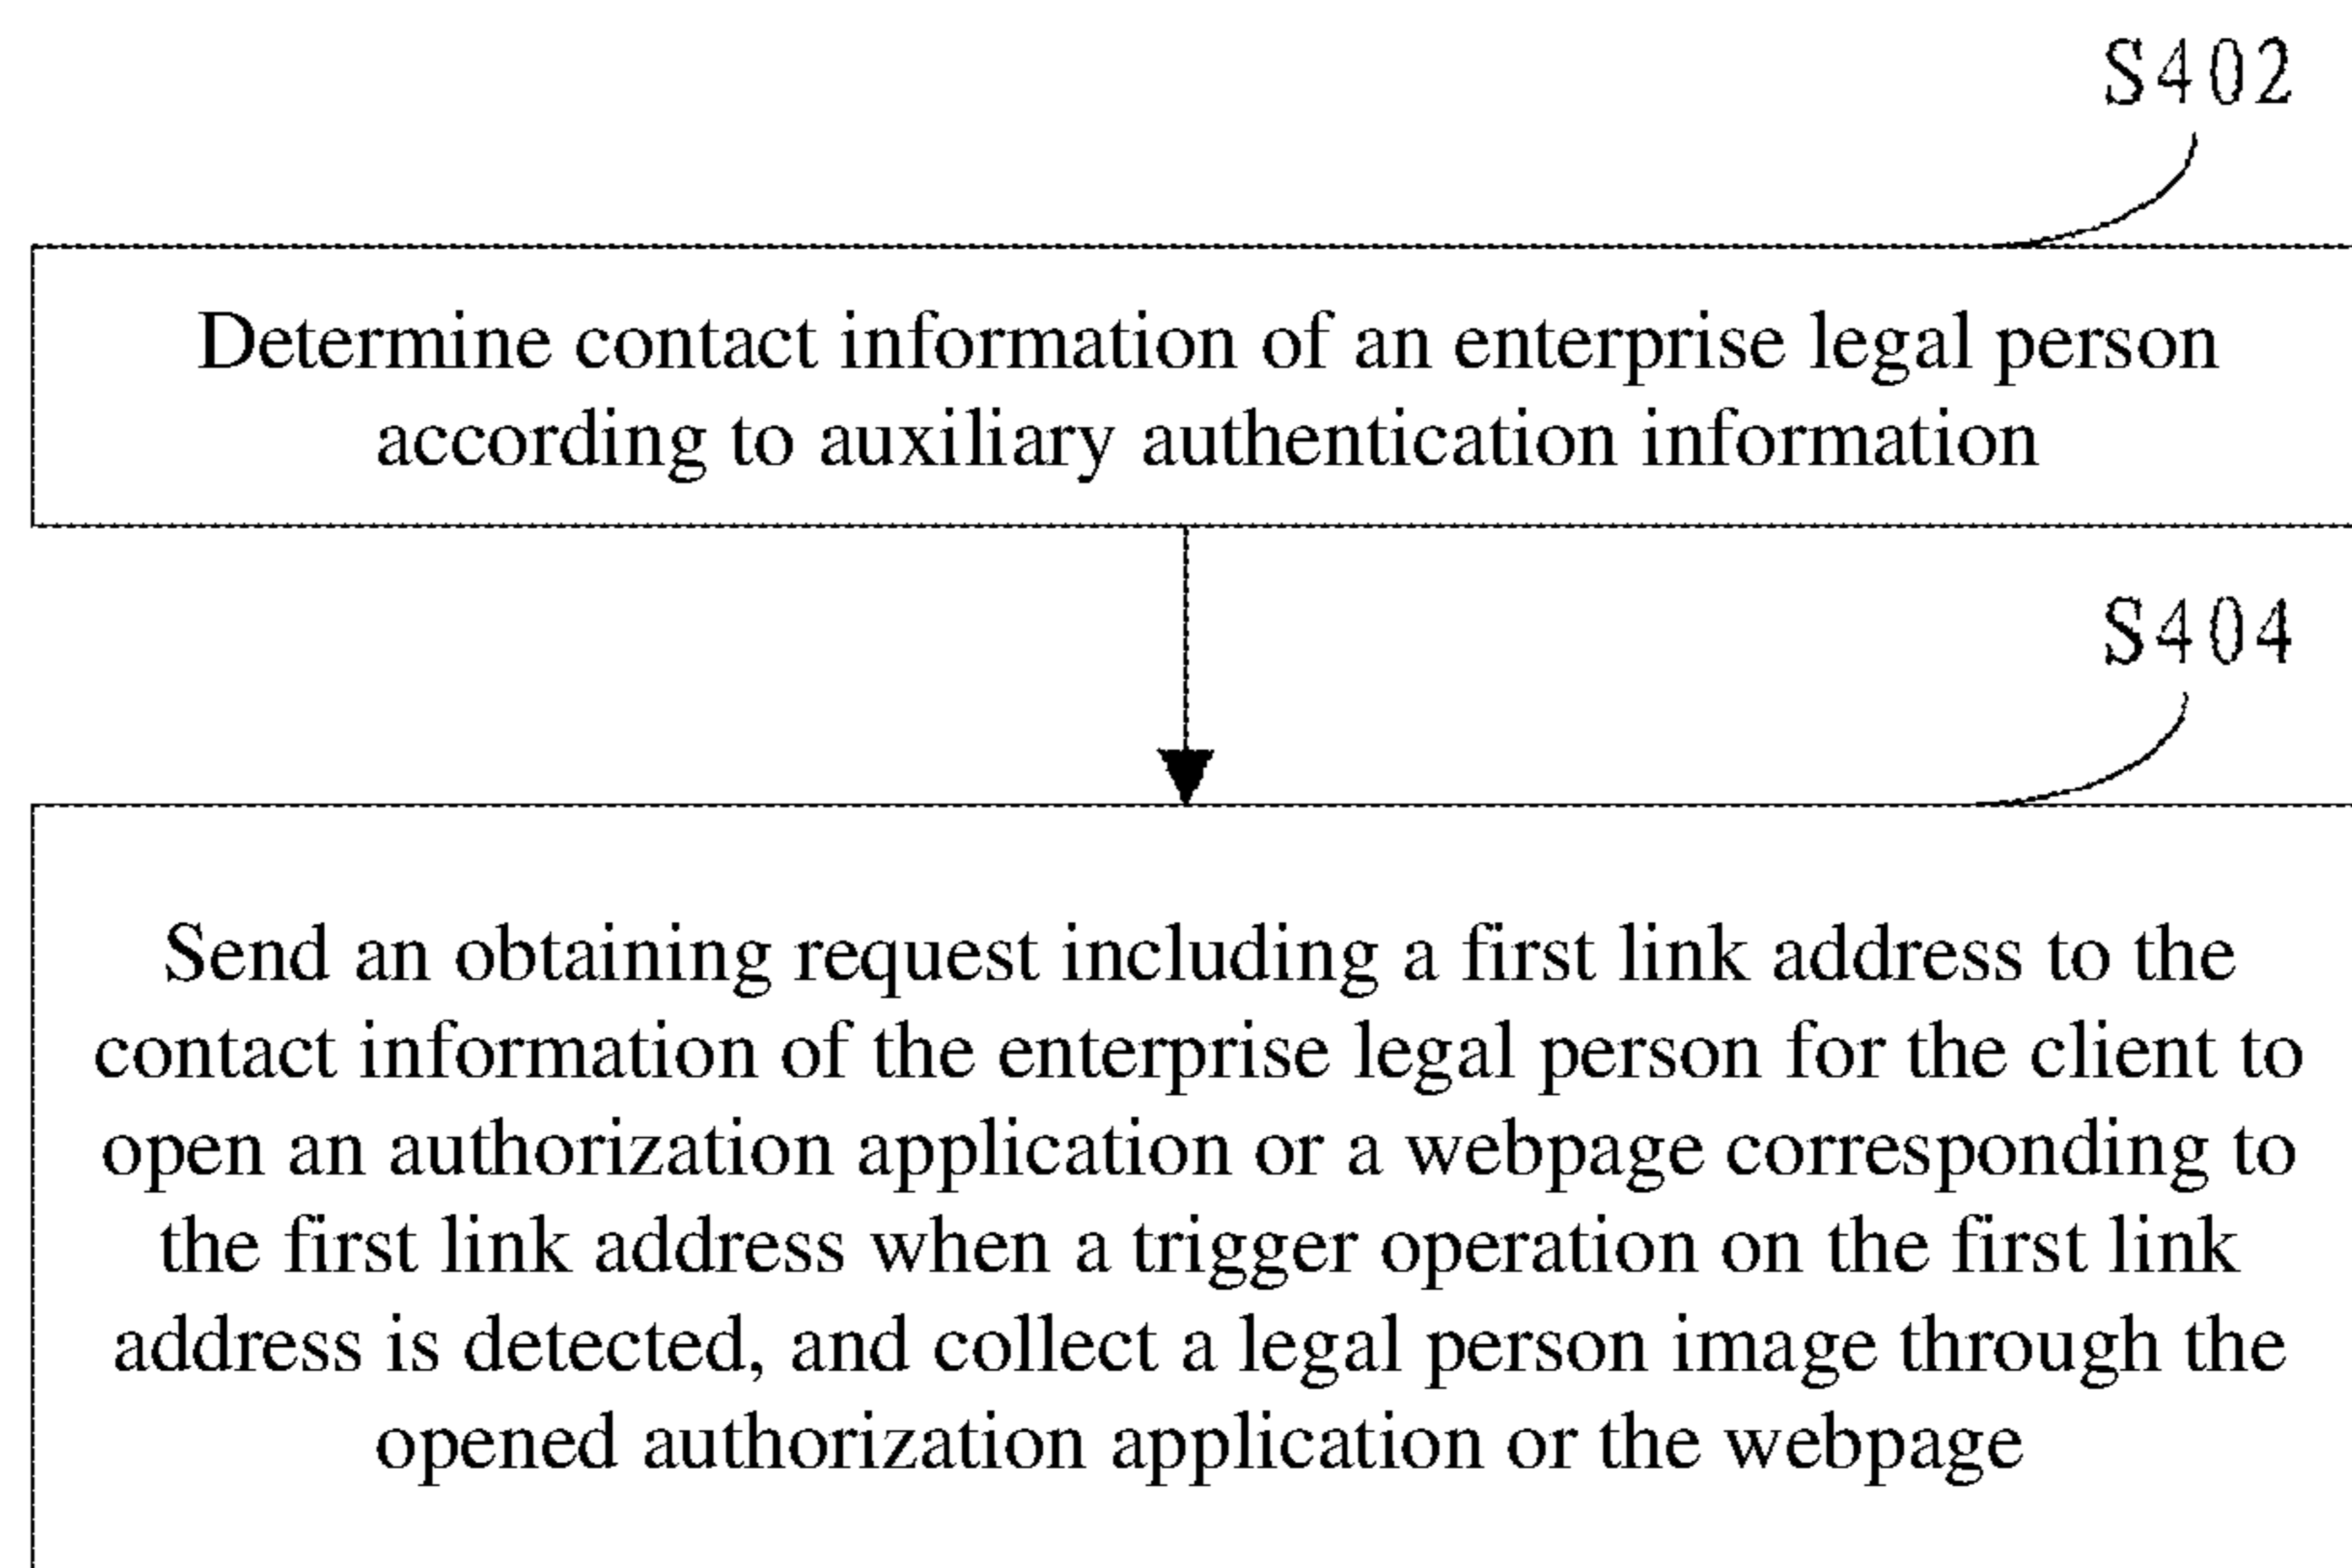 S402
Determine contact information of an enterprise legal person
according to auxiliary authentication information
S404
Send an obtaining request including a first link address to the
contact information of the enterprise legal person for the client to
open an authorization application or a webpage corresponding to
the first link address when a trigger operation on the first link
address is detected, and collect a legal person image through the
opened authorization application or the webpage